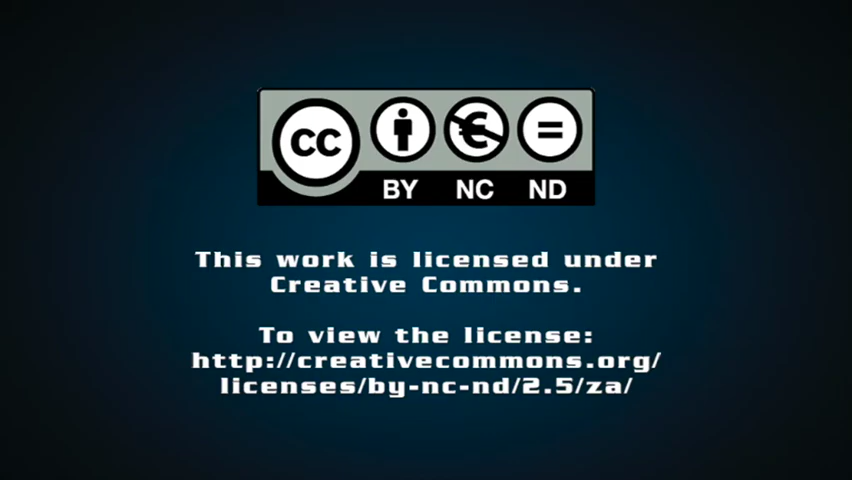 CC
BY NC ND
This work is licensed under
Creative Commons.
To view the license:
http://creativecommons.org/
licenses/by-nc-nd/2.5/za/